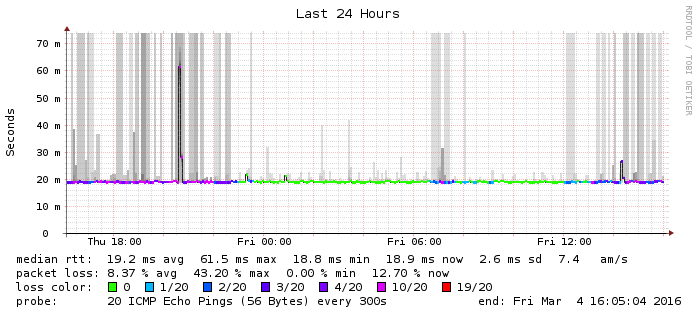 Last 24 Hours
RRDTOOL / TOBI OETIKER
Seconds
70 m
60 m
50 m
40 m
30 m
20 m
10 m
0
Thu 18:00 Fri 00:00 Fri 06:00 Fri 12:00
median rtt: 19.2 ms avg 61.5 ms max 18.8 ms min 18.9 ms now 2.6 ms sd 7.4 am/s
packet loss: 8.37 % avg 43.20 % max 0.00 % min 12.70 % now
loss color: 0 1/20 2/20 3/20 4/20 10/20 19/20
probe: 20 ICMP Echo Pings (56 Bytes) every 300s end: Fri Mar 4 16:05:04 2016